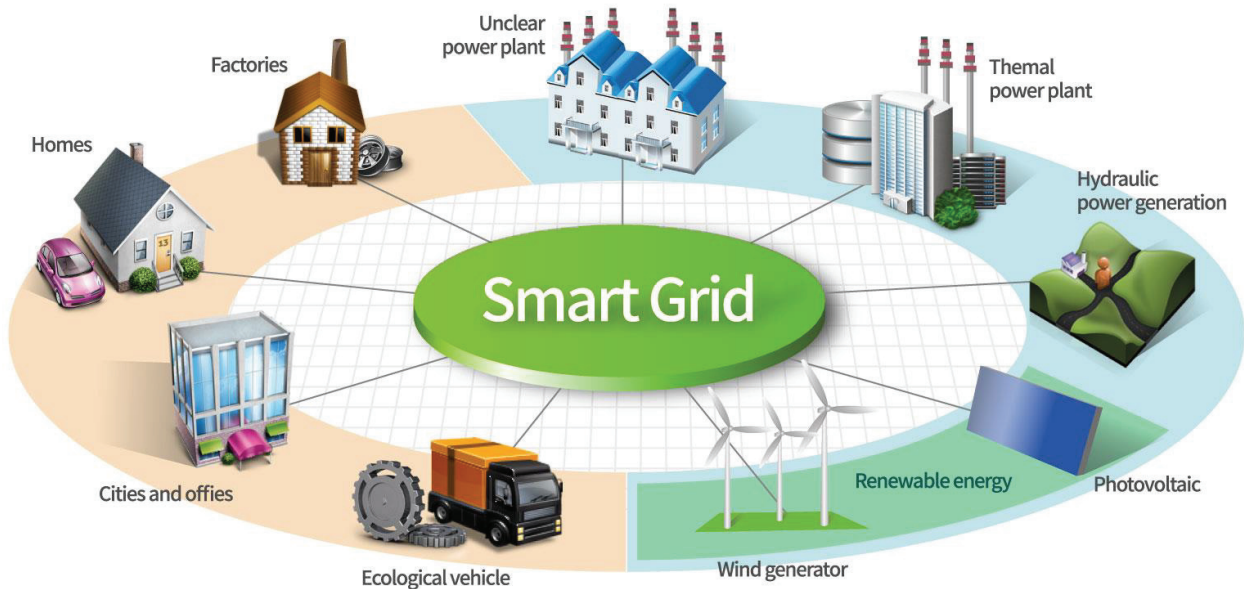 Unclear
power plant
Themal
power plant
Factories
Homes
Hydraulic
power generation
Smart Grid
Renewable energy
Photovoltaic
Cities and offies
Wind generator
Ecological vehicle
13